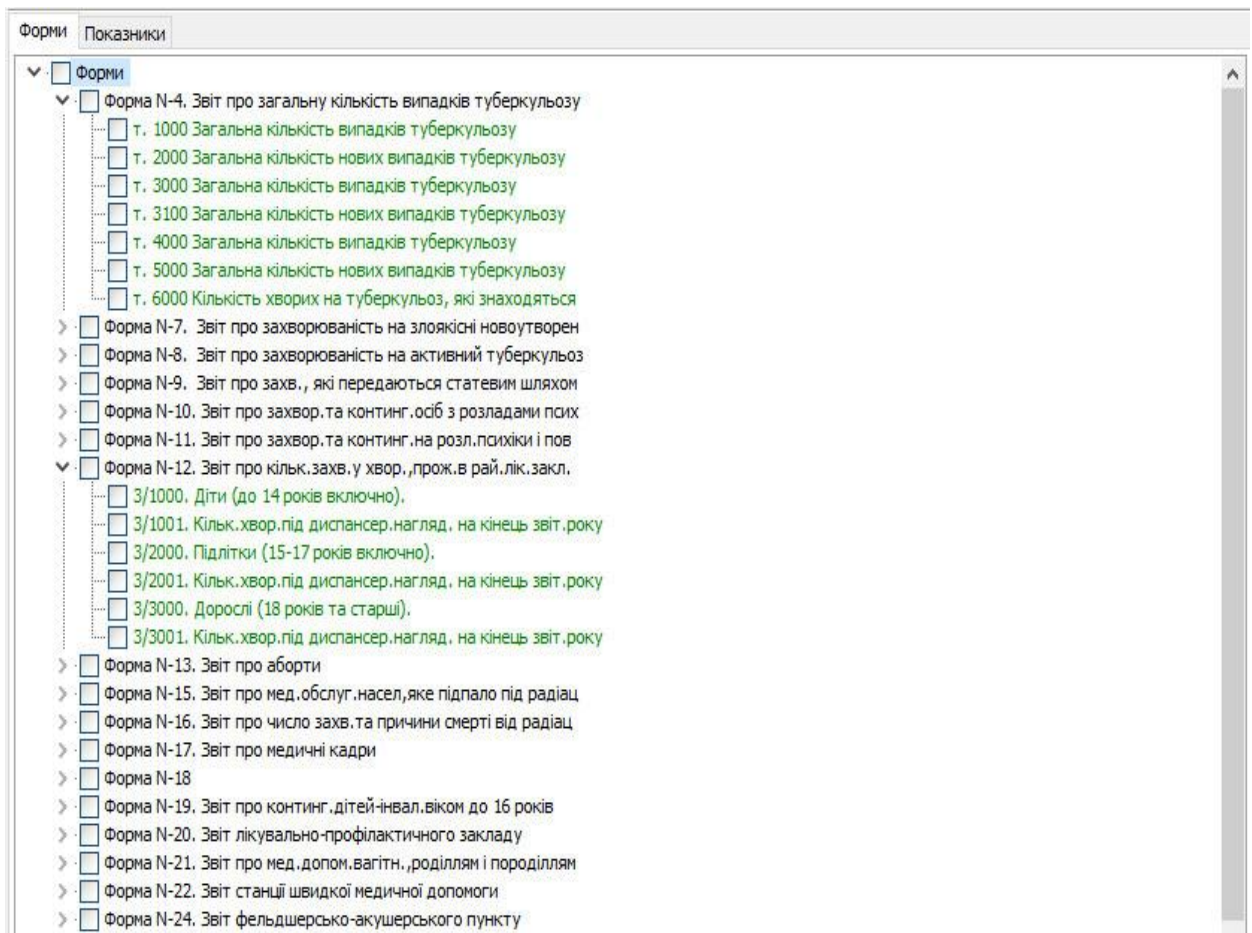 Форми Показники
Форми
Форма N-4. Звіт про загальну кількість випадків туберкульозу
т. 1000 Загальна кількість випадків туберкульозу
т. 2000 Загальна кількість нових випадків туберкульозу
т. 3000 Загальна кількість випадків туберкульозу
т. 3100 Загальна кількість нових випадків туберкульозу
т. 4000 Загальна кількість випадків туберкульозу
т. 5000 Загальна кількість нових випадків туберкульозу
т. 6000 Кількість хворих на туберкульоз, які знаходяться
Форма N-7. Звіт про захворюваність на злоякісні новоутворен
Форма N-8. Звіт про захворюваність на активний туберкульоз
Форма N-9. Звіт про захв., які передаються статевим шляхом
Форма N-10. Звіт про захвор.та континг.осіб з розладами псих
Форма N-11. Звіт про захвор.та континг.на розл.психіки і пов
Форма N-12. Звіт про кільк.захв.у хвор.,прож.в рай.лік.закл.
3/1000. Діти (до 14 років включно).
3/1001. Кільк.хвор.під диспансер.нагляд. на кінець звіт.року
3/2000. Підлітки (15-17 років включно).
3/2001. Кільк.хвор.під диспансер.нагляд. на кінець звіт.року
3/3000. Дорослі (18 років та старші).
3/3001. Кільк.хвор.під диспансер.нагляд. на кінець звіт.року
Форма N-13. Звіт про аборти
Форма N-15. Звіт про мед.обслуг.насел,яке підпало під радіац
Форма N-16. Звіт про число захв.та причини смерті від радіац
Форма N-17. Звіт про медичні кадри
Форма N-18
Форма N-19. Звіт про континг.дітей-інвал.віком до 16 років
Форма N-20. Звіт лікувально-профілактичного закладу
Форма N-21. Звіт про мед.допом.вагітн.,роділлям і породіллям
Форма N-22. Звіт станції швидкої медичної допомоги
Форма N-24. Звіт фельдшерсько-акушерського пункту